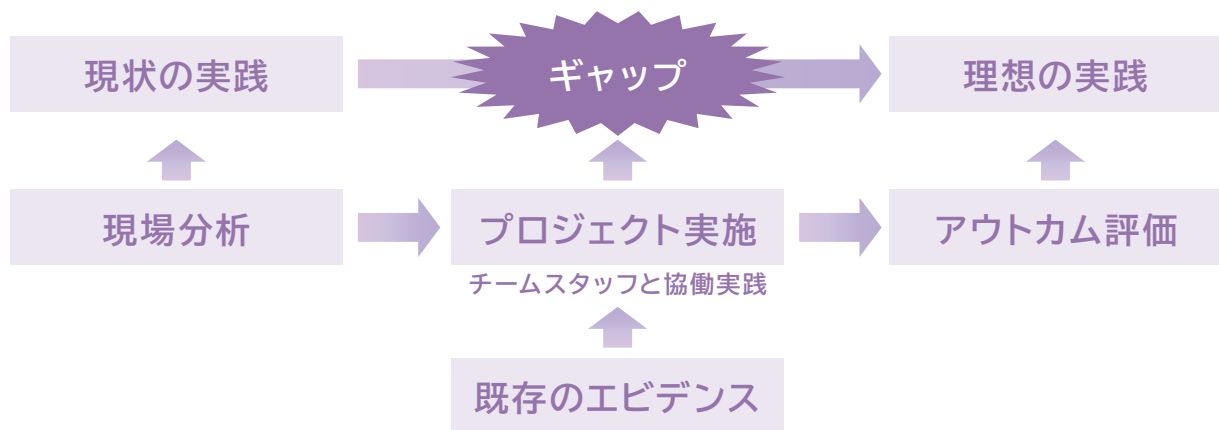 現状の実践
ギャップ
理想の実践
現場分析
プロジェクト実施
アウトカム評価
チームスタッフと協働実践
既存のエビデンス